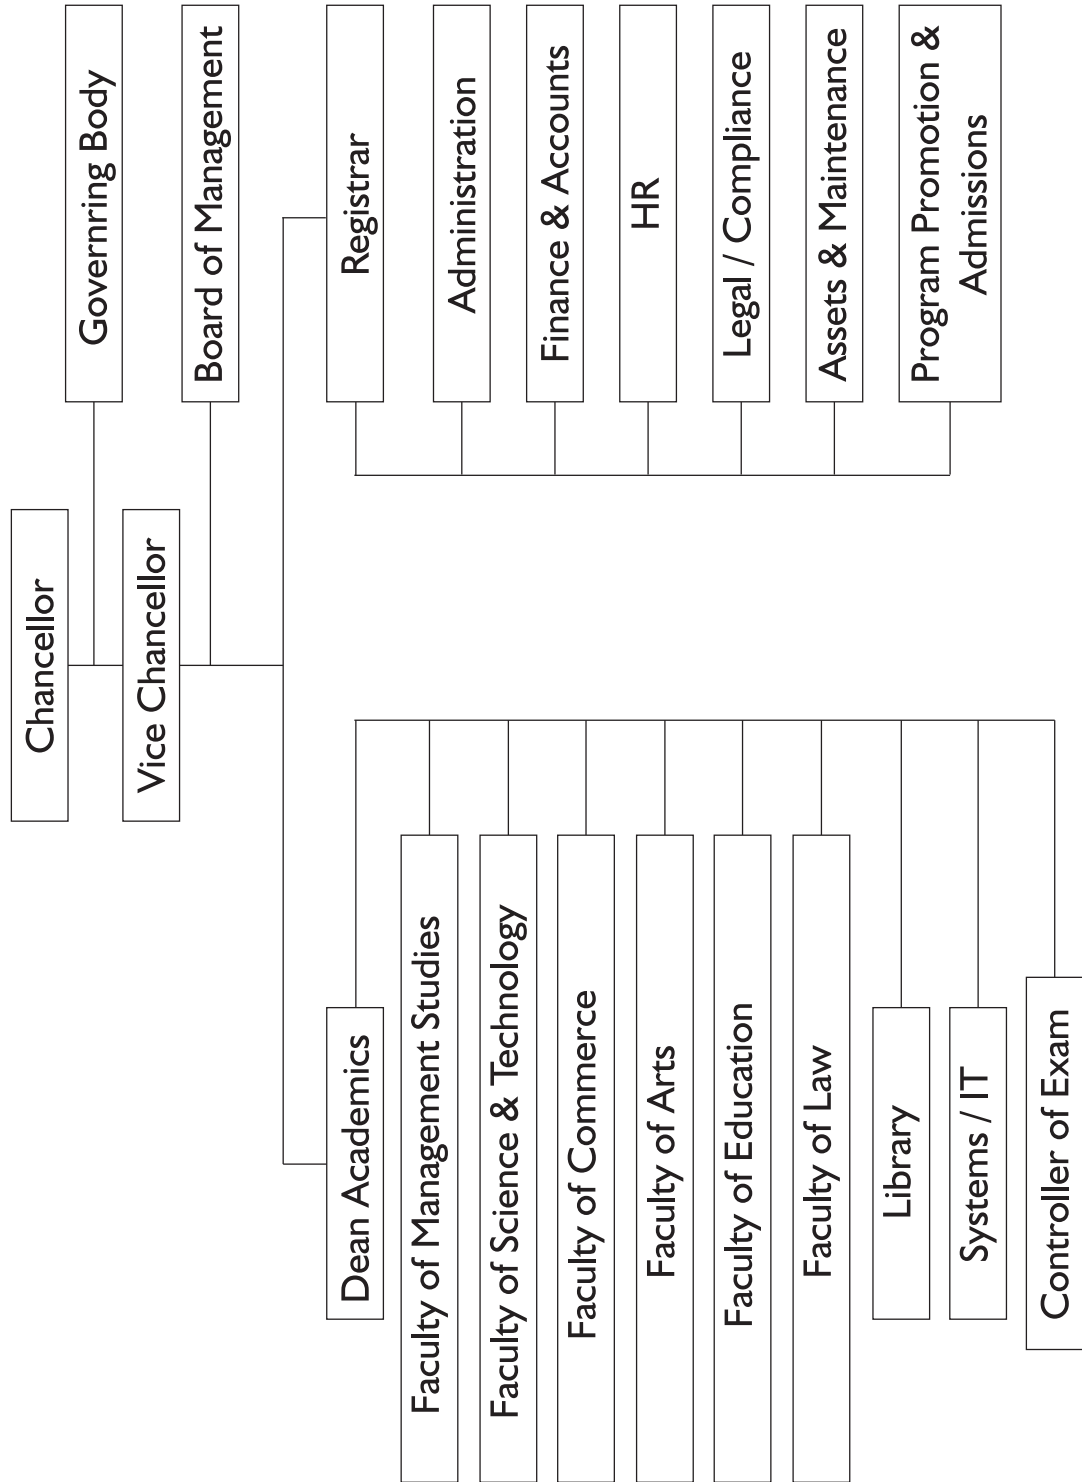 Chancellor
Governring Body
Vice Chancellor
Board of Management
Dean Academics
Faculty of Management Studies
Faculty of Science & Technology
Faculty of Commerce
Faculty of Arts
Faculty of Education
Faculty of Law
Library
Systems / IT
Controller of Exam
Registrar
Administration
Finance & Accounts
HR
Legal / Compliance
Assets & Maintenance
Program Promotion &
Admissions